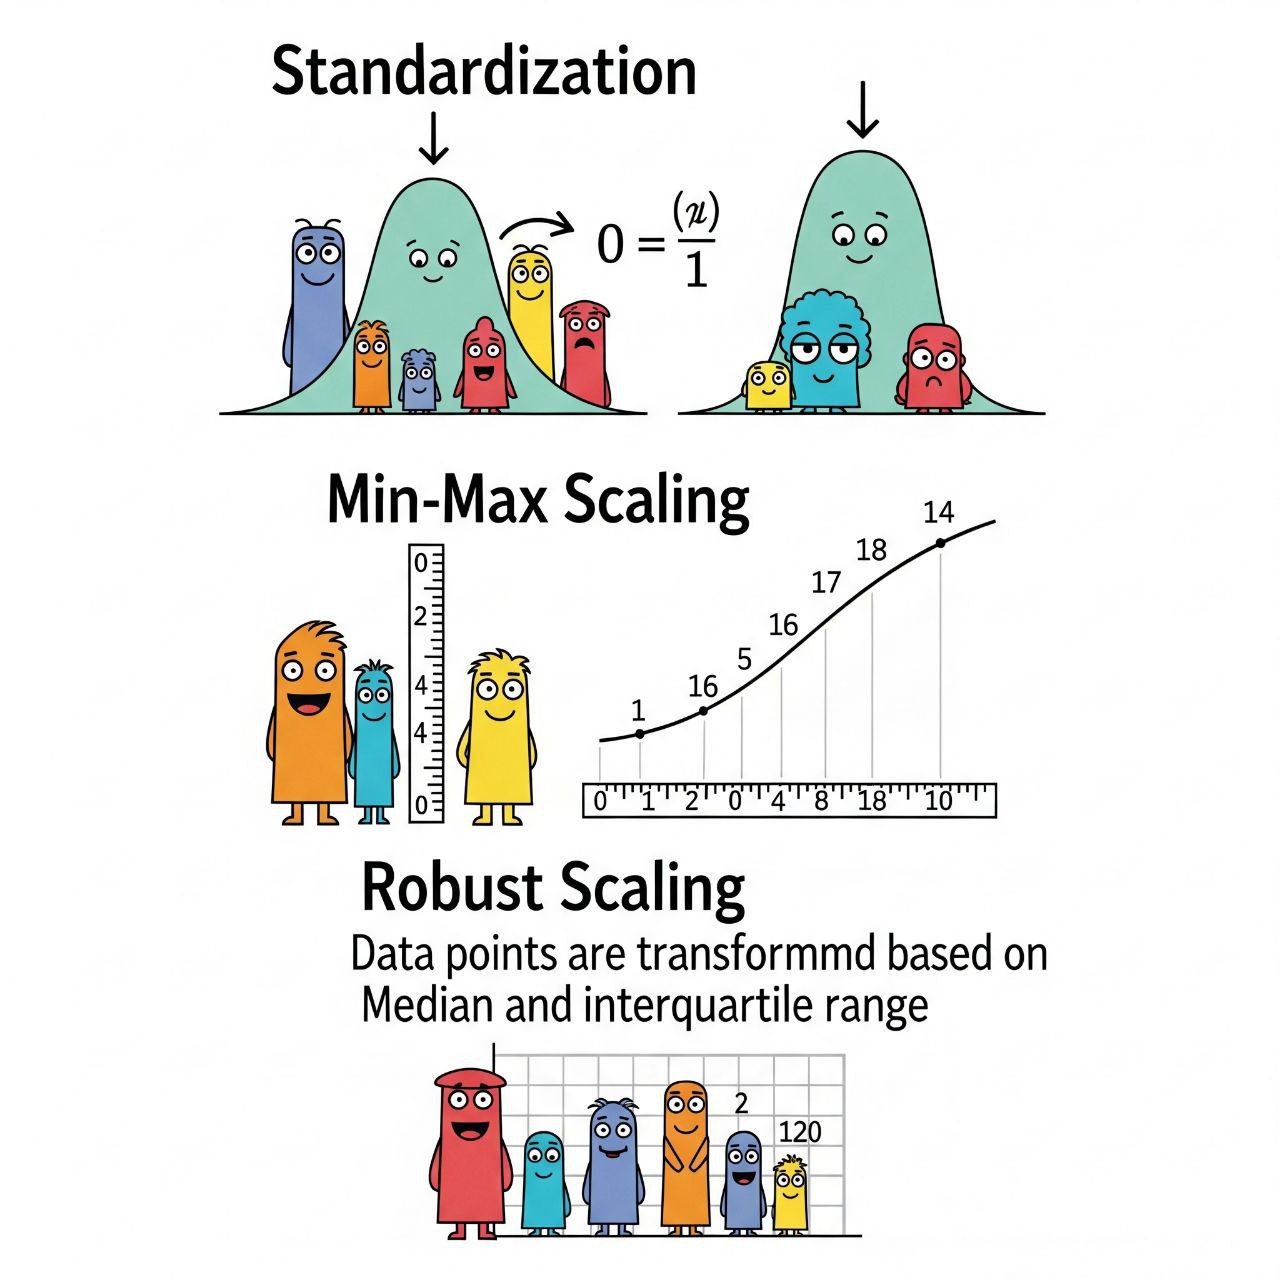 Standardization
0 = (𝓊) / 1
Min-Max Scaling
0
2
4
4
0
1 16 5 16 17 18 14
0 1 2 0 4 8 18 10
Robust Scaling
Data points are transformmd based on
Median and interquartile range
2
120